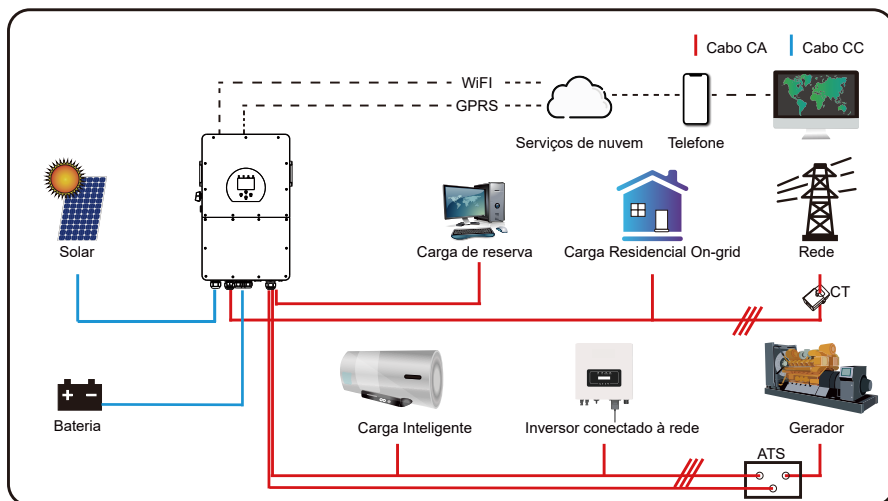 Cabo CA
Cabo CC
WiFI
GPRS
Serviços de nuvem
Telefone
Solar
Carga de reserva
Carga Residencial On-grid
Rede
CT
Bateria
Carga Inteligente
Inversor conectado à rede
Gerador
ATS